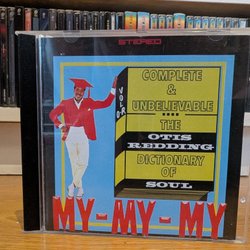 STEREO
COMPLETE
&
UNBELIEVABLE
THE
OTIS
REDDING
DICTIONARY
OF
SOUL
MY-MY-MY